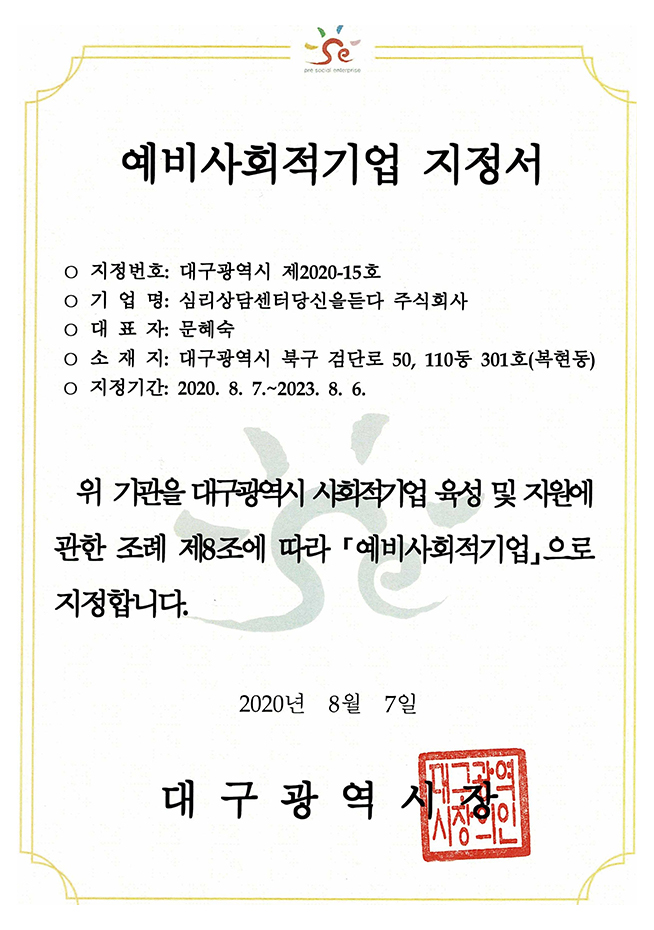 Se
pre social enterprise
예비사회적기업 지정서
○ 지정번호: 대구광역시 제2020-15호
○ 기 업 명: 심리상담센터당신을듣다 주식회사
○ 대 표 자: 문혜숙
○ 소 재 지: 대구광역시 북구 검단로 50, 110동 301호(복현동)
○ 지정기간: 2020. 8. 7.~2023. 8. 6.
위 기관을 대구광역시 사회적기업 육성 및 지원에
관한 조례 제8조에 따라 「예비사회적기업」으로
지정합니다.
2020년 8월 7일
대구광역시장
대구광역
시장의인